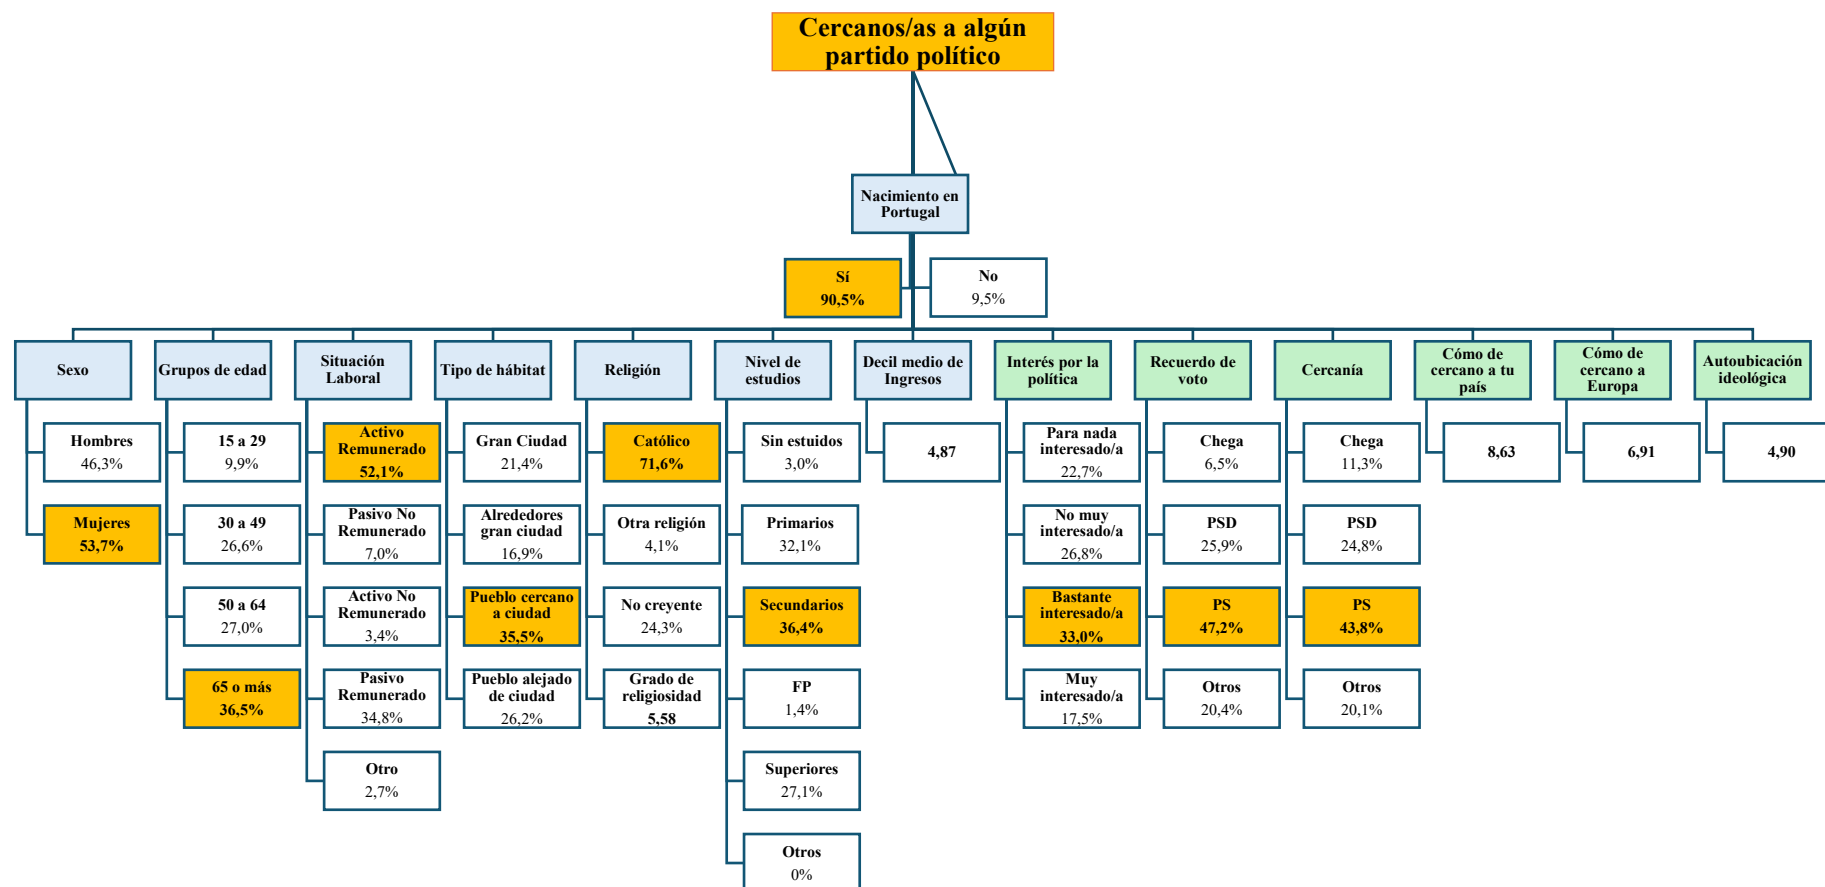 Cercanos/as a algún
partido político
Nacimiento en
Portugal
Sí
90,5%
No
9,5%
Sexo
Hombres
46,3%
Mujeres
53,7%
Grupos de edad
15 a 29
9,9%
30 a 49
26,6%
50 a 64
27,0%
65 o más
36,5%
Situación
Laboral
Activo
Remunerado
52,1%
Pasivo No
Remunerado
7,0%
Activo No
Remunerado
3,4%
Pasivo
Remunerado
34,8%
Otro
2,7%
Tipo de hábitat
Gran Ciudad
21,4%
Alrededores
gran ciudad
16,9%
Pueblo cercano
a ciudad
35,5%
Pueblo alejado
de ciudad
26,2%
Religión
Católico
71,6%
Otra religión
4,1%
No creyente
24,3%
Grado de
religiosidad
5,58
Nivel de
estudios
Sin estuidos
3,0%
Primarios
32,1%
Secundarios
36,4%
FP
1,4%
Superiores
27,1%
Otros
0%
Decil medio de
Ingresos
4,87
Interés por la
política
Para nada
interesado/a
22,7%
No muy
interesado/a
26,8%
Bastante
interesado/a
33,0%
Muy
interesado/a
17,5%
Recuerdo de
voto
Chega
6,5%
PSD
25,9%
PS
47,2%
Otros
20,4%
Cercanía
Chega
11,3%
PSD
24,8%
PS
43,8%
Otros
20,1%
Cómo de
cercano a tu
país
8,63
Cómo de
cercano a
Europa
6,91
Autoubicación
ideológica
4,90